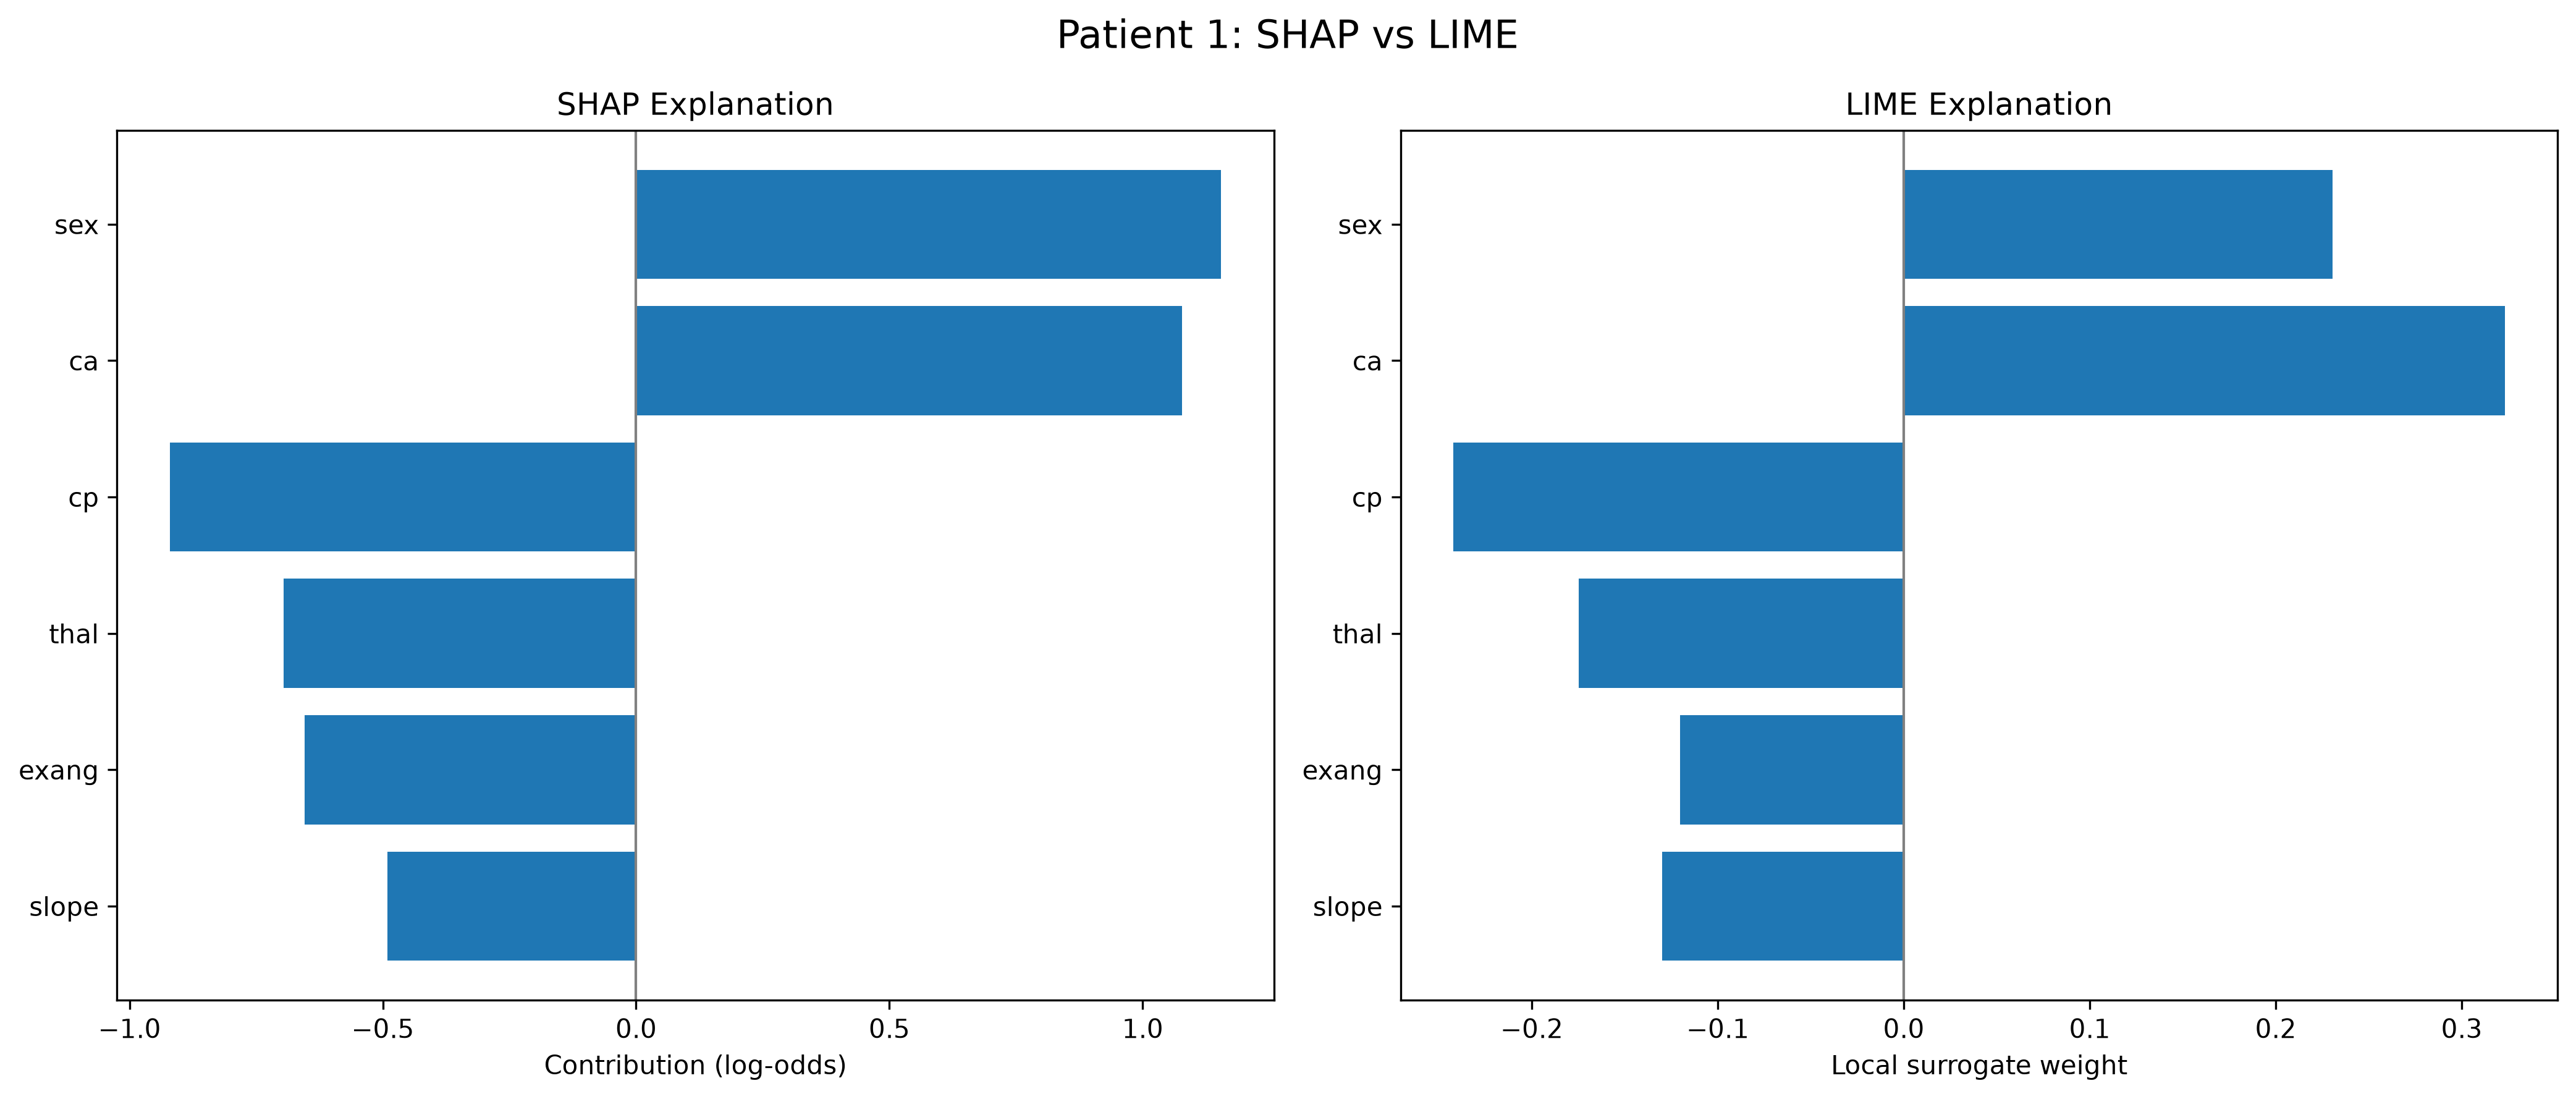 Patient 1: SHAP vs LIME
SHAP Explanation
sex
ca
cp
thal
exang
slope
−1.0 −0.5 0.0 0.5 1.0
Contribution (log-odds)
LIME Explanation
sex
ca
cp
thal
exang
slope
−0.2 −0.1 0.0 0.1 0.2 0.3
Local surrogate weight